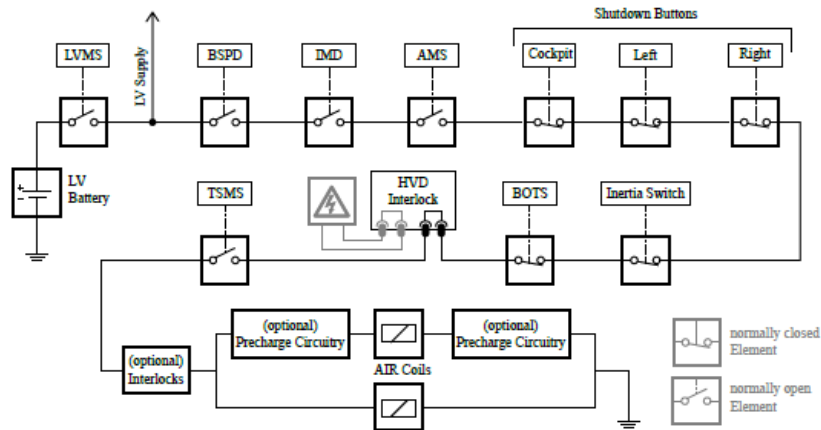 Shutdown Buttons
LV Supply
LVMS
BSPD
IMD
AMS
Cockpit
Left
Right
LV
Battery
TSMS
HVD
Interlock
BOTS
Inertia Switch
(optional)
Precharge Circuitry
(optional)
Precharge Circuitry
(optional)
Interlocks
AIR Coils
normally closed
Element
normally open
Element